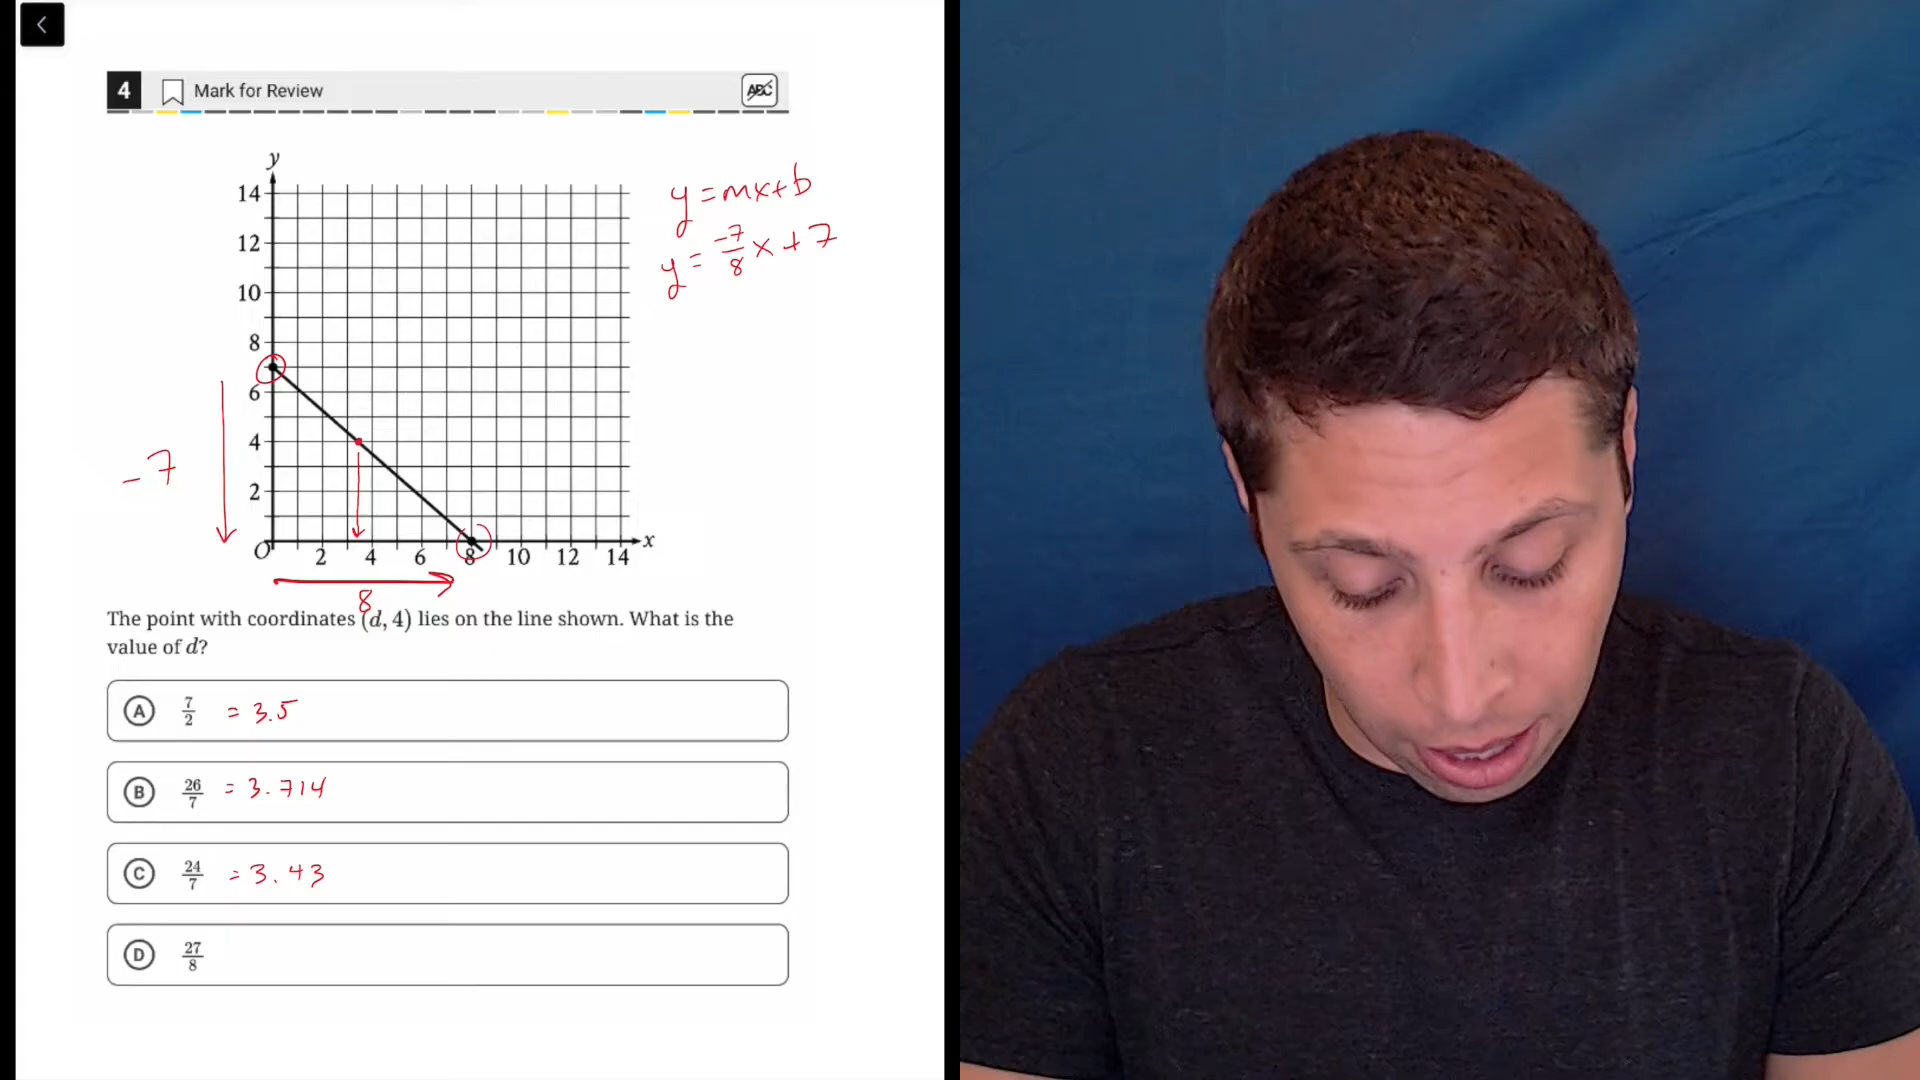 4 Mark for Review ABC
y
14
12
10
8
6
4
2
O
2 4 6 8 10 12 14 x
y = mx + b
y = -7/8 x + 7
-7
8
The point with coordinates (d, 4) lies on the line shown. What is the
value of d?
A 7/2 = 3.5
B 26/7 = 3.714
C 24/7 = 3.43
D 27/8